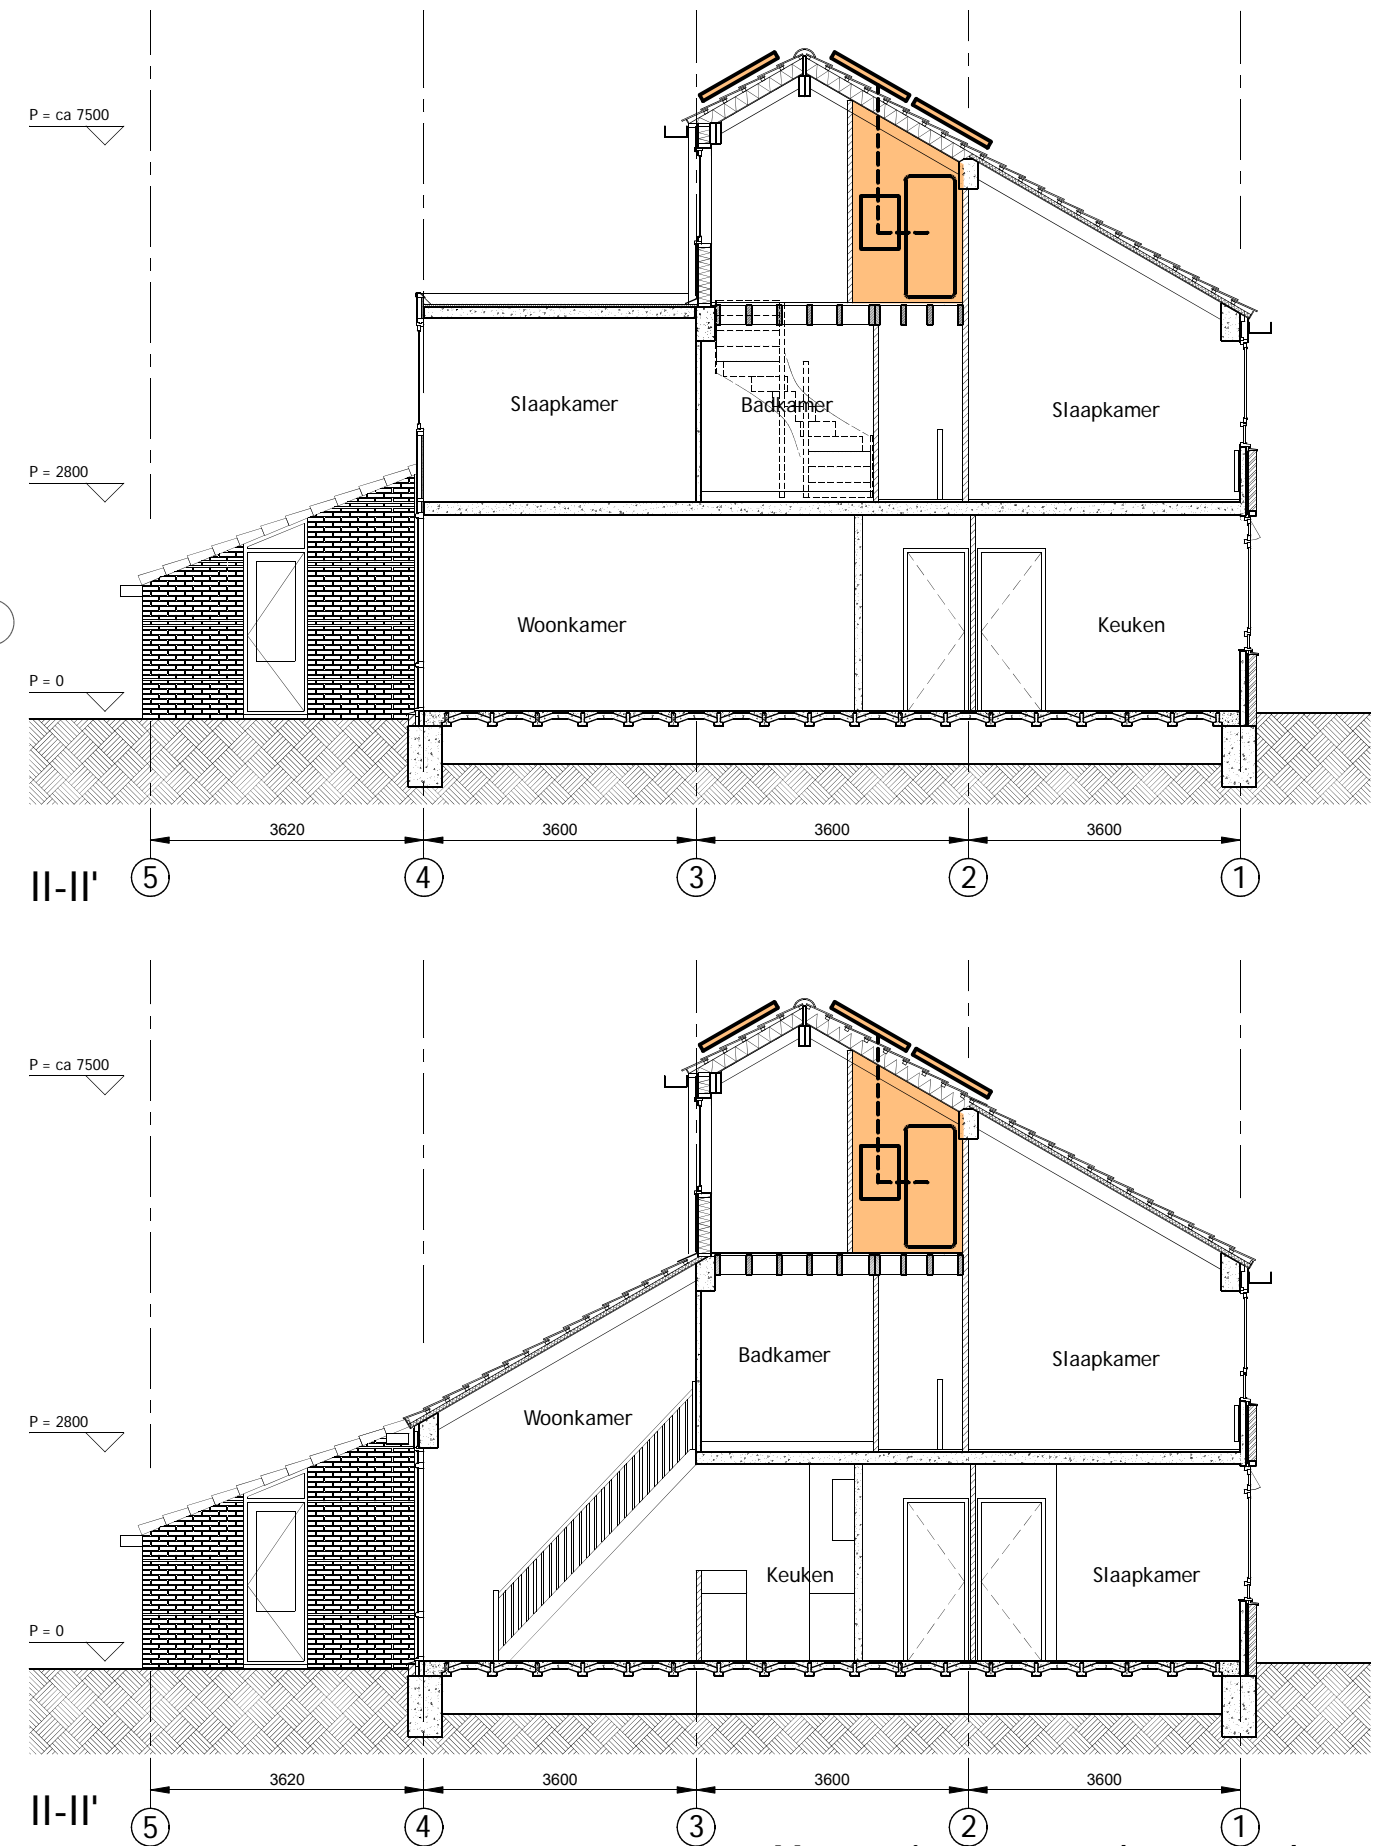 P = ca 7500
Slaapkamer
Badkamer
Slaapkamer
P = 2800
Woonkamer
Keuken
P = 0
3620
3600
3600
3600
II-II'
5
4
3
2
1
P = ca 7500
Badkamer
Slaapkamer
Woonkamer
P = 2800
Keuken
Slaapkamer
P = 0
3620
3600
3600
3600
II-II'
5
4
3
2
1